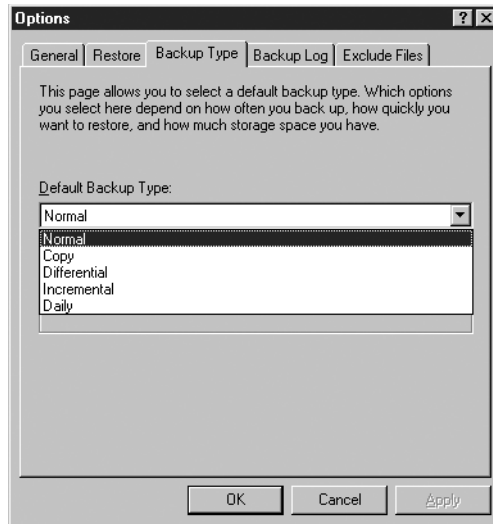 Options
General Restore Backup Type Backup Log Exclude Files
This page allows you to select a default backup type. Which options
you select here depend on how often you back up, how quickly you
want to restore, and how much storage space you have.
Default Backup Type:
Normal
Normal
Copy
Differential
Incremental
Daily
OK Cancel Apply